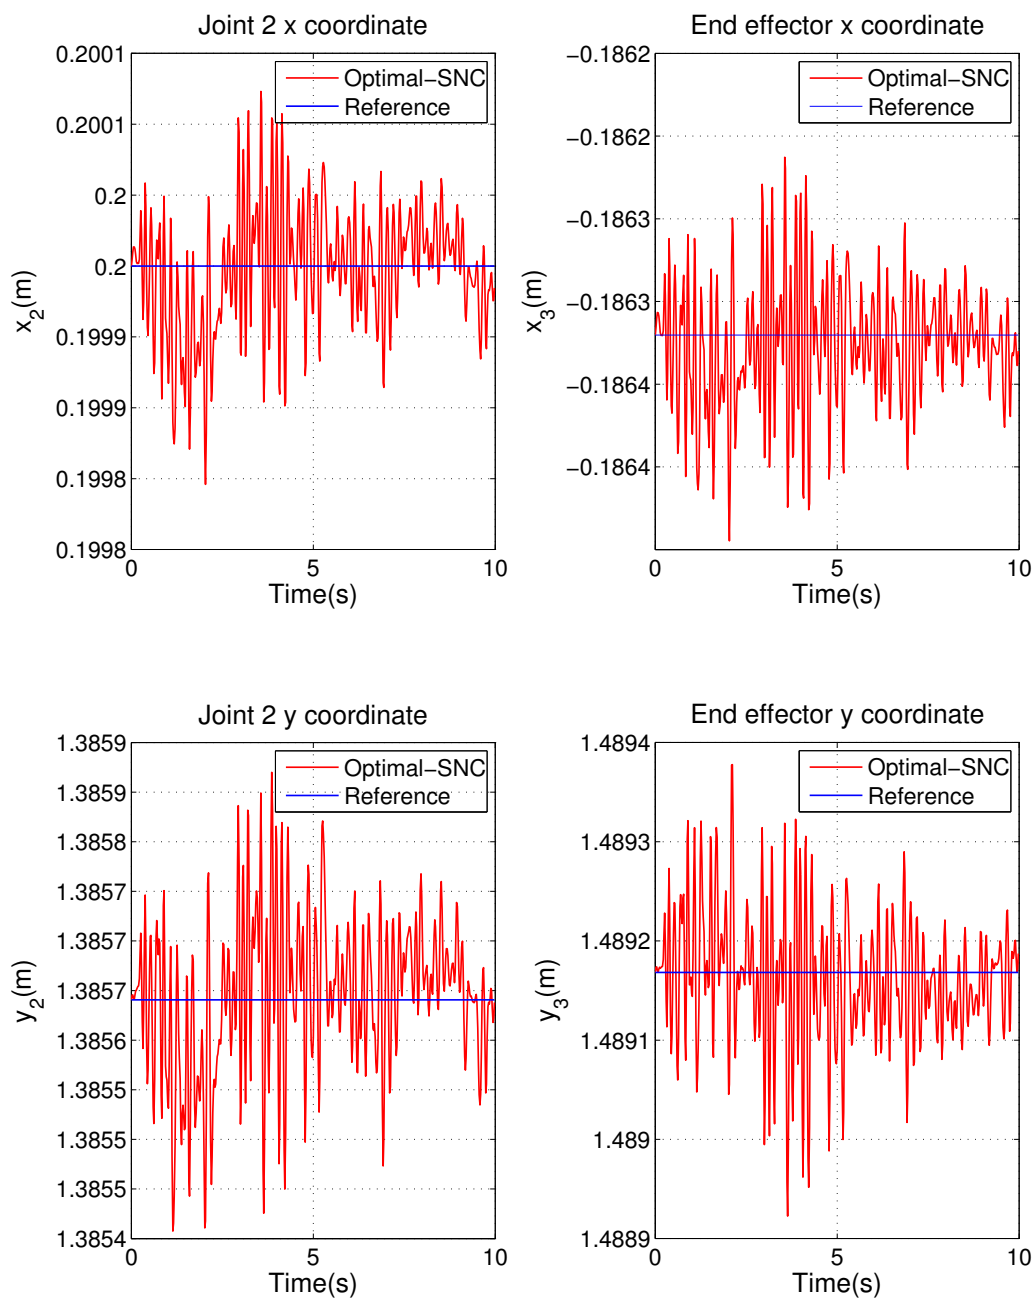 Joint 2 x coordinate
0.2001
0.2001
0.2
0.2
0.1999
0.1999
0.1998
0.1998
x2(m)
Optimal−SNC
Reference
0
5
10
Time(s)
End effector x coordinate
−0.1862
−0.1862
−0.1863
−0.1863
−0.1864
−0.1864
x3(m)
Optimal−SNC
Reference
0
5
10
Time(s)
Joint 2 y coordinate
1.3859
1.3859
1.3858
1.3857
1.3857
1.3857
1.3856
1.3855
1.3855
1.3855
1.3854
y2(m)
Optimal−SNC
Reference
0
5
10
Time(s)
End effector y coordinate
1.4894
1.4893
1.4892
1.4891
1.489
1.4889
y3(m)
Optimal−SNC
Reference
0
5
10
Time(s)